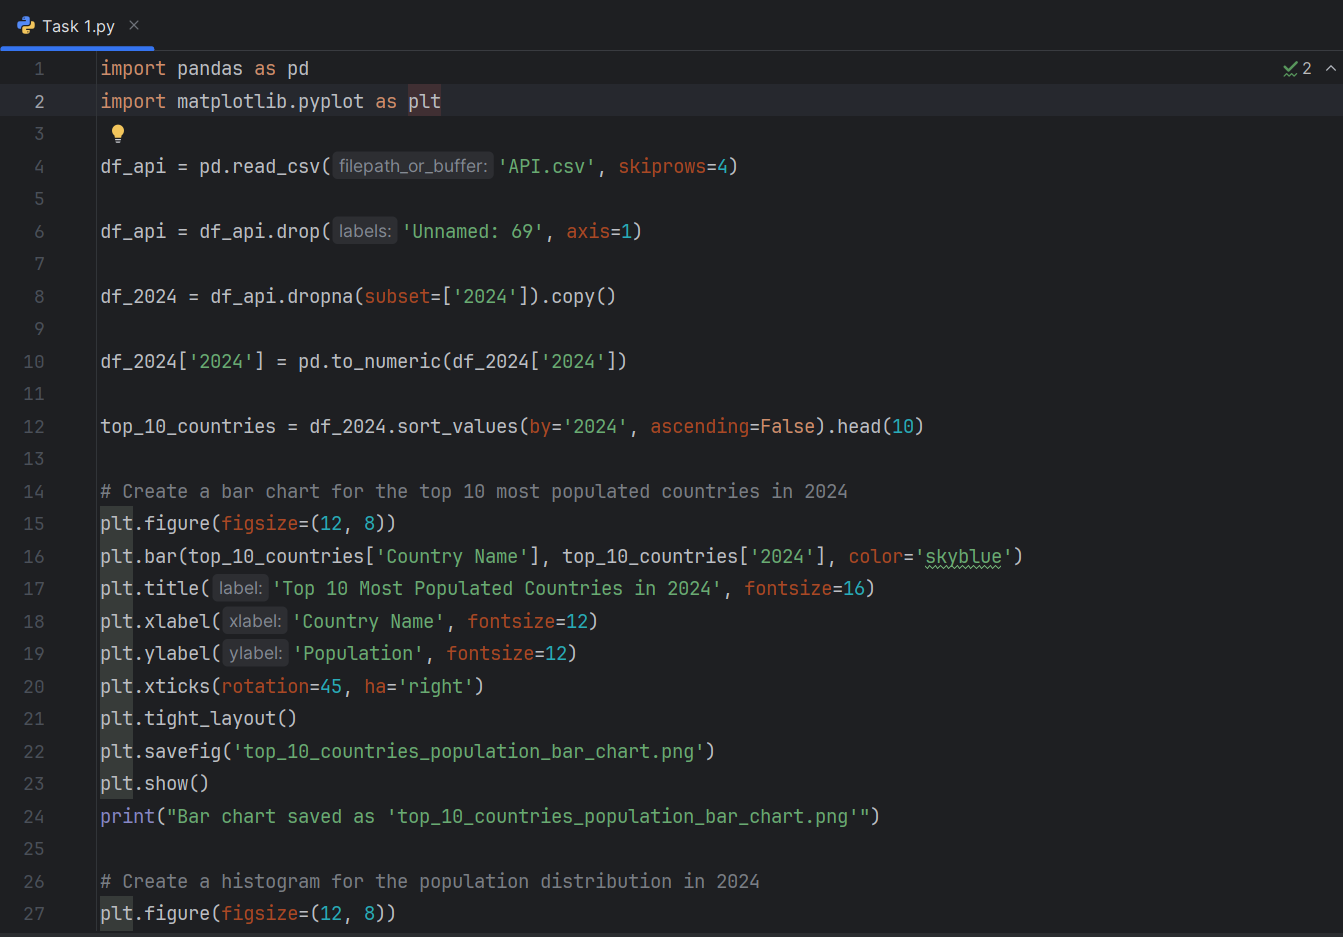 Task 1.py
1 import pandas as pd
2 import matplotlib.pyplot as plt
3
4 df_api = pd.read_csv( filepath_or_buffer: 'API.csv', skiprows=4)
5
6 df_api = df_api.drop( labels: 'Unnamed: 69', axis=1)
7
8 df_2024 = df_api.dropna(subset=['2024']).copy()
9
10 df_2024['2024'] = pd.to_numeric(df_2024['2024'])
11
12 top_10_countries = df_2024.sort_values(by='2024', ascending=False).head(10)
13
14 # Create a bar chart for the top 10 most populated countries in 2024
15 plt.figure(figsize=(12, 8))
16 plt.bar(top_10_countries['Country Name'], top_10_countries['2024'], color='skyblue')
17 plt.title( label: 'Top 10 Most Populated Countries in 2024', fontsize=16)
18 plt.xlabel( xlabel: 'Country Name', fontsize=12)
19 plt.ylabel( ylabel: 'Population', fontsize=12)
20 plt.xticks(rotation=45, ha='right')
21 plt.tight_layout()
22 plt.savefig('top_10_countries_population_bar_chart.png')
23 plt.show()
24 print("Bar chart saved as 'top_10_countries_population_bar_chart.png'")
25
26 # Create a histogram for the population distribution in 2024
27 plt.figure(figsize=(12, 8))
2